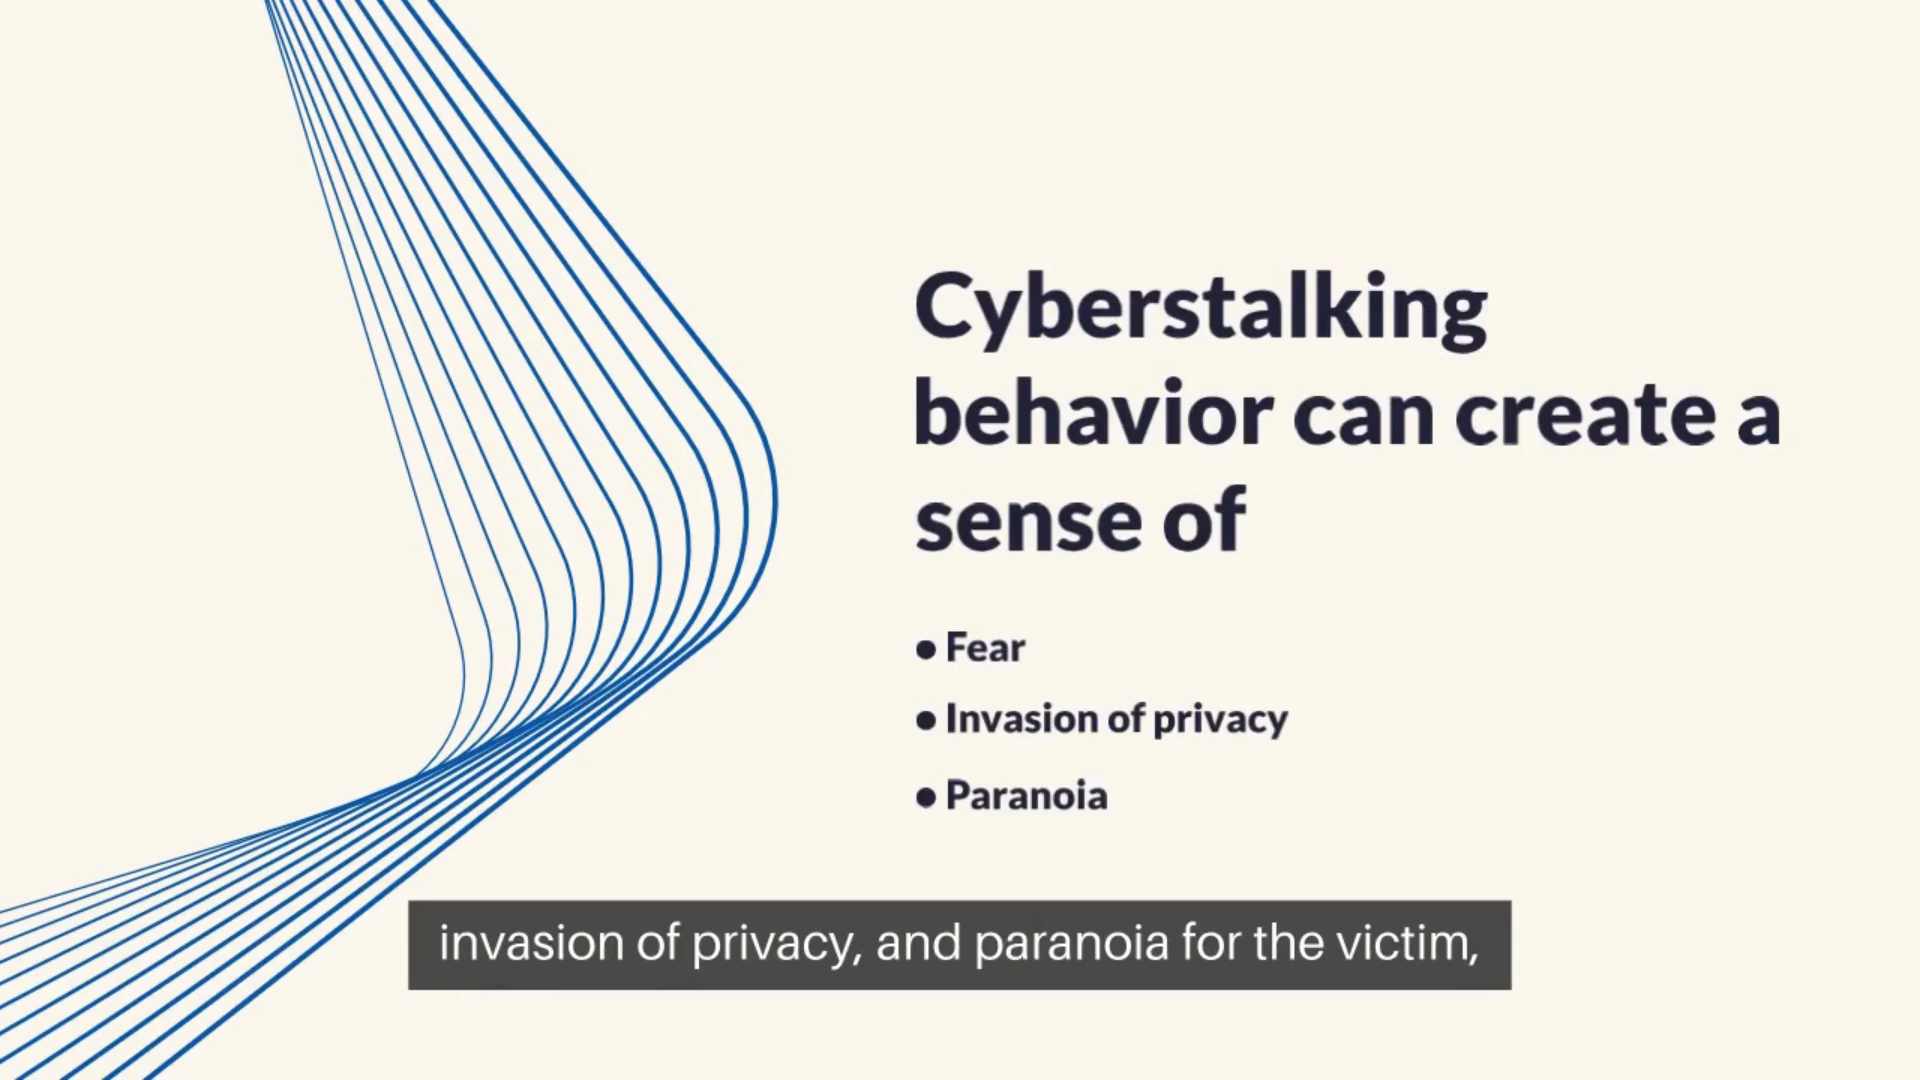 Cyberstalking
behavior can create a
sense of
● Fear
● Invasion of privacy
● Paranoia
invasion of privacy, and paranoia for the victim,